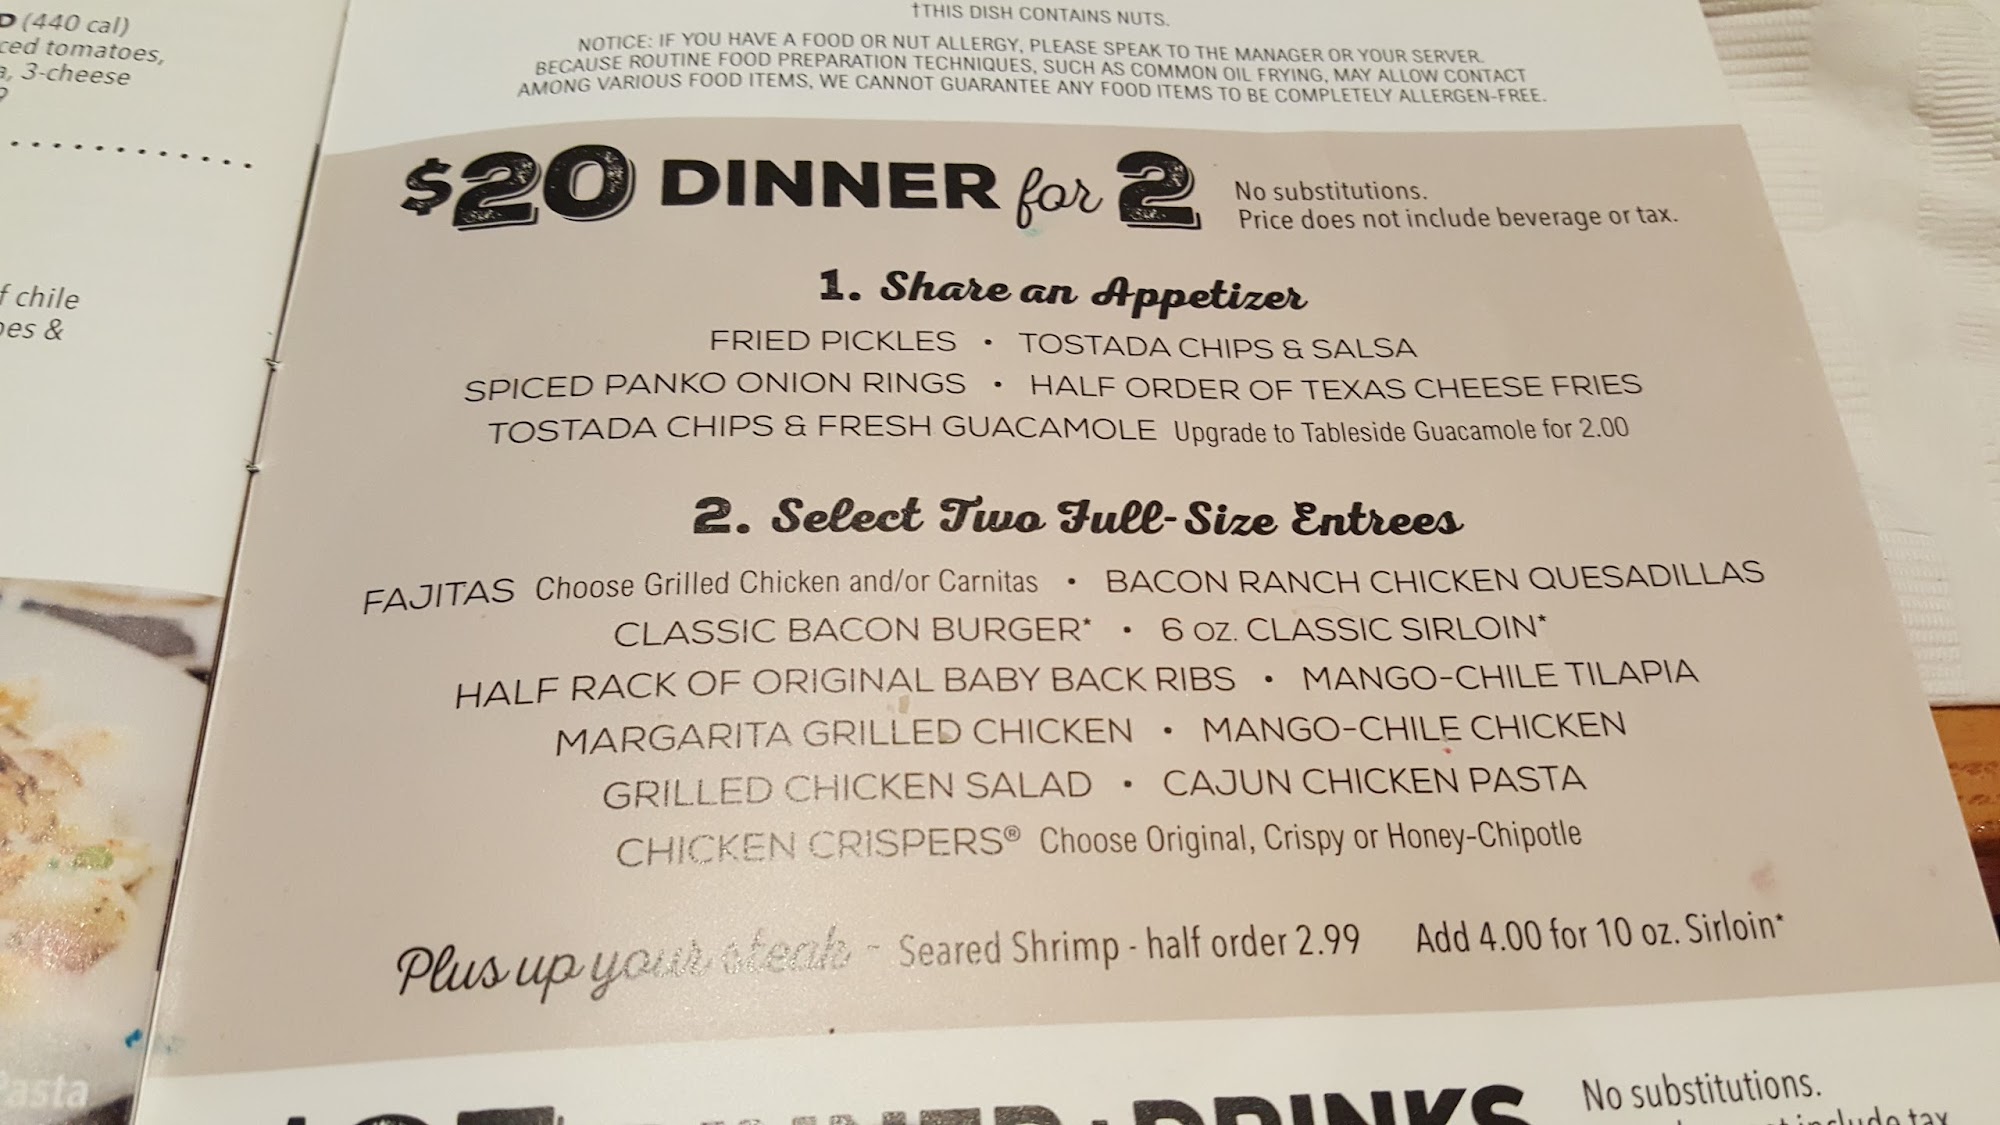 (440 cal)
tomatoes,
3-cheese
chile
&
Pasta
†THIS DISH CONTAINS NUTS.
NOTICE: IF YOU HAVE A FOOD OR NUT ALLERGY, PLEASE SPEAK TO THE MANAGER OR YOUR SERVER.
BECAUSE ROUTINE FOOD PREPARATION TECHNIQUES, SUCH AS COMMON OIL FRYING, MAY ALLOW CONTACT
AMONG VARIOUS FOOD ITEMS, WE CANNOT GUARANTEE ANY FOOD ITEMS TO BE COMPLETELY ALLERGEN-FREE.
$20 DINNER for 2
No substitutions.
Price does not include beverage or tax.
1. Share an Appetizer
FRIED PICKLES • TOSTADA CHIPS & SALSA
SPICED PANKO ONION RINGS • HALF ORDER OF TEXAS CHEESE FRIES
TOSTADA CHIPS & FRESH GUACAMOLE Upgrade to Tableside Guacamole for 2.00
2. Select Two Full-Size Entrees
FAJITAS Choose Grilled Chicken and/or Carnitas • BACON RANCH CHICKEN QUESADILLAS
CLASSIC BACON BURGER* • 6 OZ. CLASSIC SIRLOIN*
HALF RACK OF ORIGINAL BABY BACK RIBS • MANGO-CHILE TILAPIA
MARGARITA GRILLED CHICKEN • MANGO-CHILE CHICKEN
GRILLED CHICKEN SALAD • CAJUN CHICKEN PASTA
CHICKEN CRISPERS® Choose Original, Crispy or Honey-Chipotle
Plus up your steak ~ Seared Shrimp - half order 2.99 Add 4.00 for 10 oz. Sirloin*
DRINKS
No substitutions.
tax